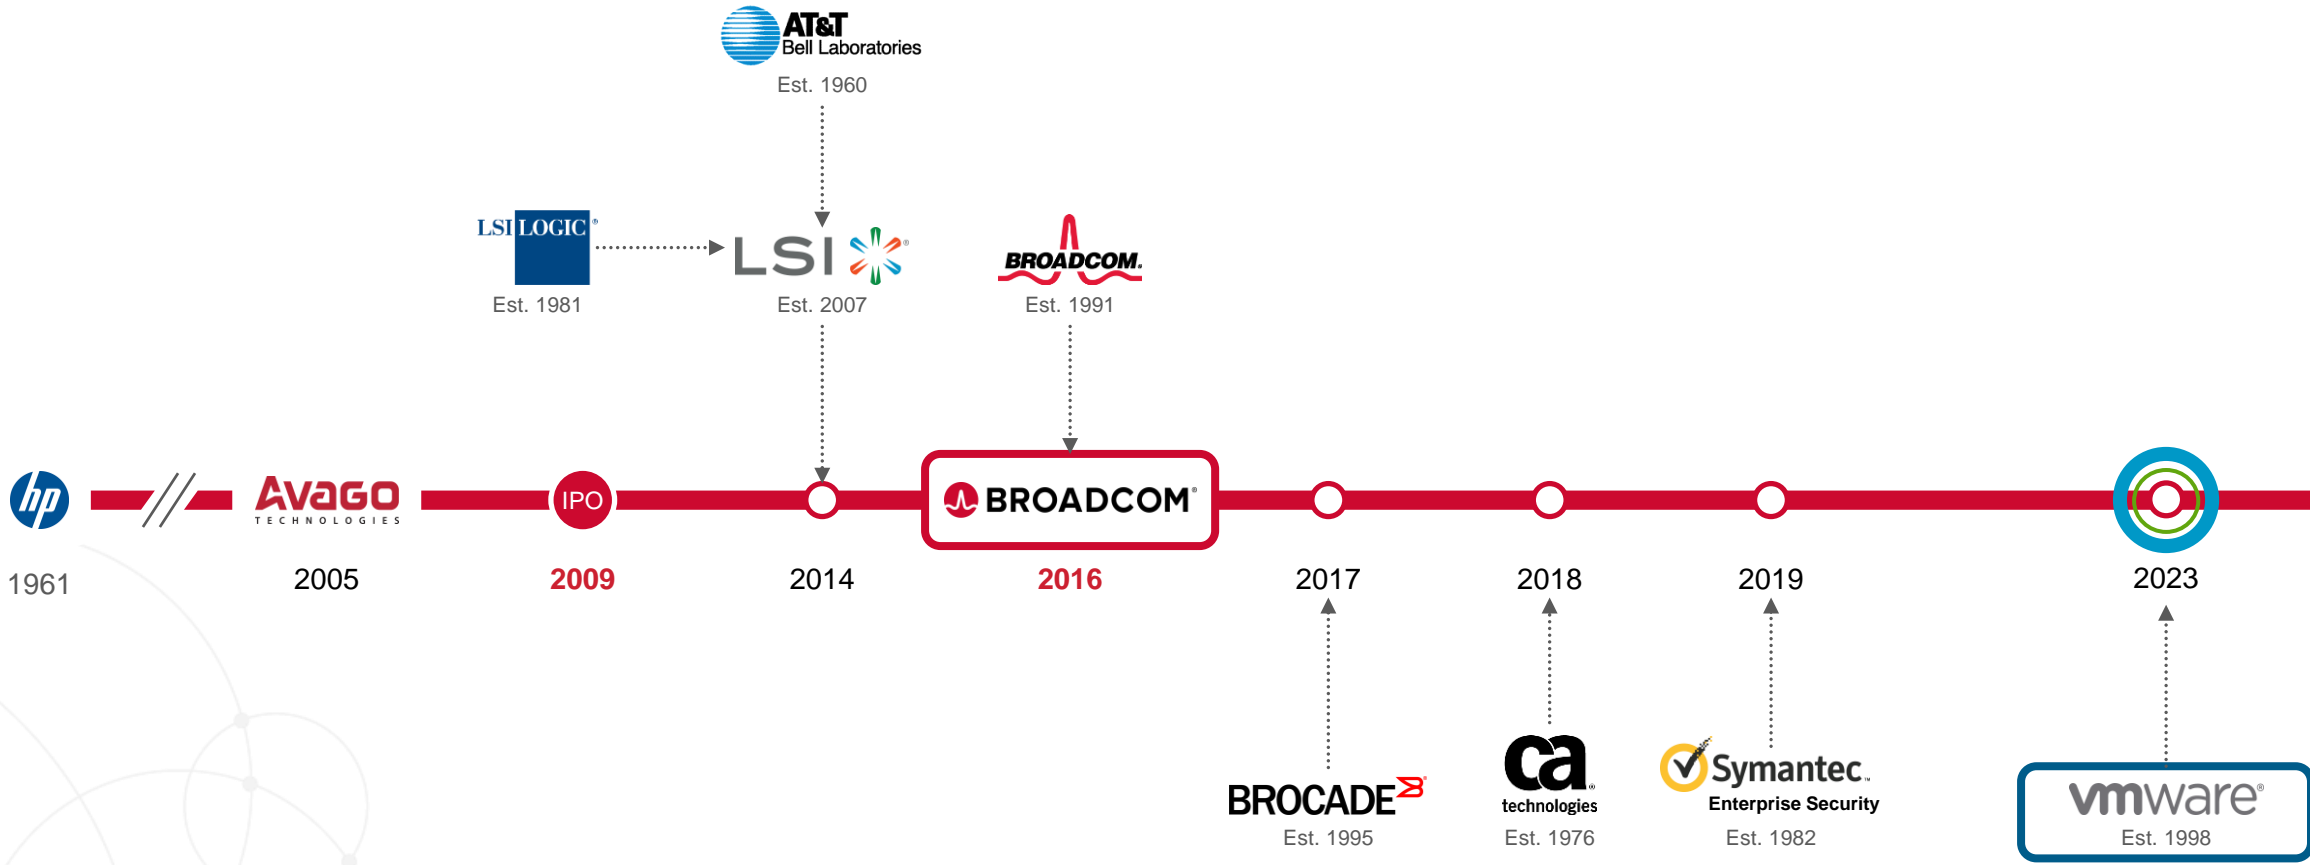 AT&T
Bell Laboratories
Est. 1960
LSI LOGIC®
Est. 1981
LSI®
Est. 2007
BROADCOM®
Est. 1991
hp
AVAGO
TECHNOLOGIES
IPO
BROADCOM®
1961
2005
2009
2014
2016
2017
2018
2019
2023
BROCADE
Est. 1995
ca®
technologies
Est. 1976
Symantec™
Enterprise Security
Est. 1982
vmware®
Est. 1998